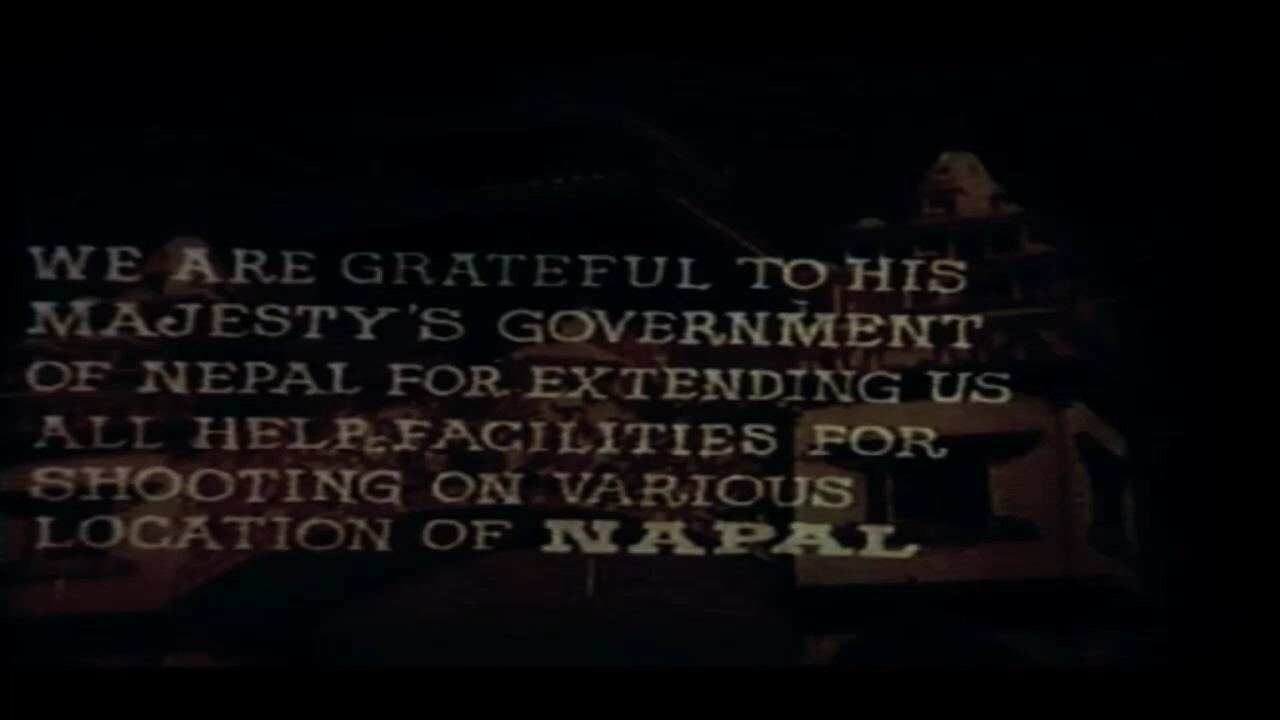 WE ARE GRATEFUL TO HIS
MAJESTY'S GOVERNMENT
OF NEPAL FOR EXTENDING US
ALL HELP & FACILITIES FOR
SHOOTING ON VARIOUS
LOCATION OF NAPAL